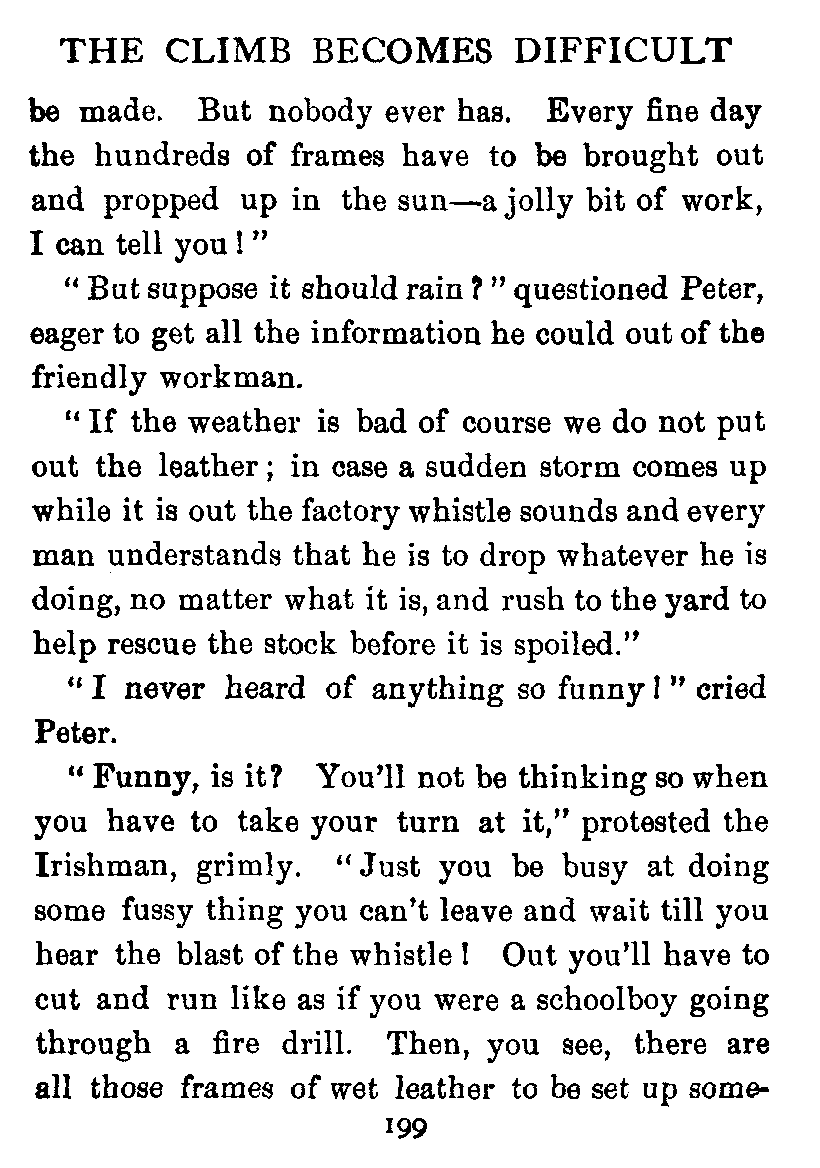 THE CLIMB BECOMES DIFFICULT
be made. But nobody ever has. Every fine day
the hundreds of frames have to be brought out
and propped up in the sun—a jolly bit of work,
I can tell you!"
"But suppose it should rain?" questioned Peter,
eager to get all the information he could out of the
friendly workman.
"If the weather is bad of course we do not put
out the leather; in case a sudden storm comes up
while it is out the factory whistle sounds and every
man understands that he is to drop whatever he is
doing, no matter what it is, and rush to the yard to
help rescue the stock before it is spoiled."
"I never heard of anything so funny!" cried
Peter.
"Funny, is it? You'll not be thinking so when
you have to take your turn at it," protested the
Irishman, grimly. "Just you be busy at doing
some fussy thing you can't leave and wait till you
hear the blast of the whistle! Out you'll have to
cut and run like as if you were a schoolboy going
through a fire drill. Then, you see, there are
all those frames of wet leather to be set up some-
199